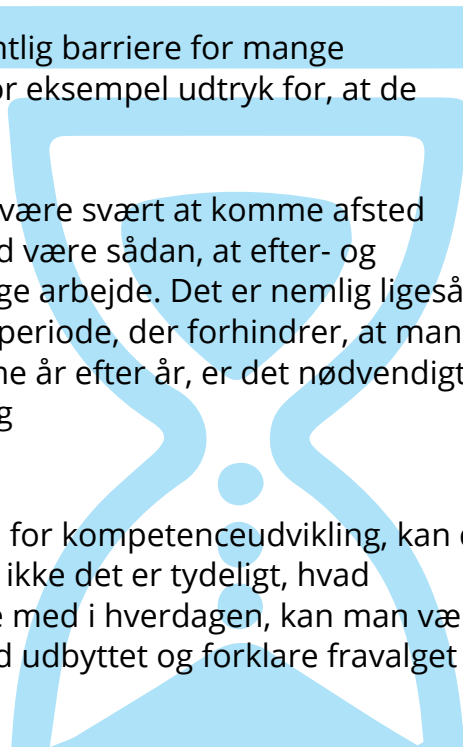 ntlig barriere for mange
or eksempel udtryk for, at de
være svært at komme afsted
d være sådan, at efter- og
ge arbejde. Det er nemlig ligeså
periode, der forhindrer, at man
ne år efter år, er det nødvendigt
g
for kompetenceudvikling, kan
ikke det er tydeligt, hvad
e med i hverdagen, kan man væ
d udbyttet og forklare fravalget